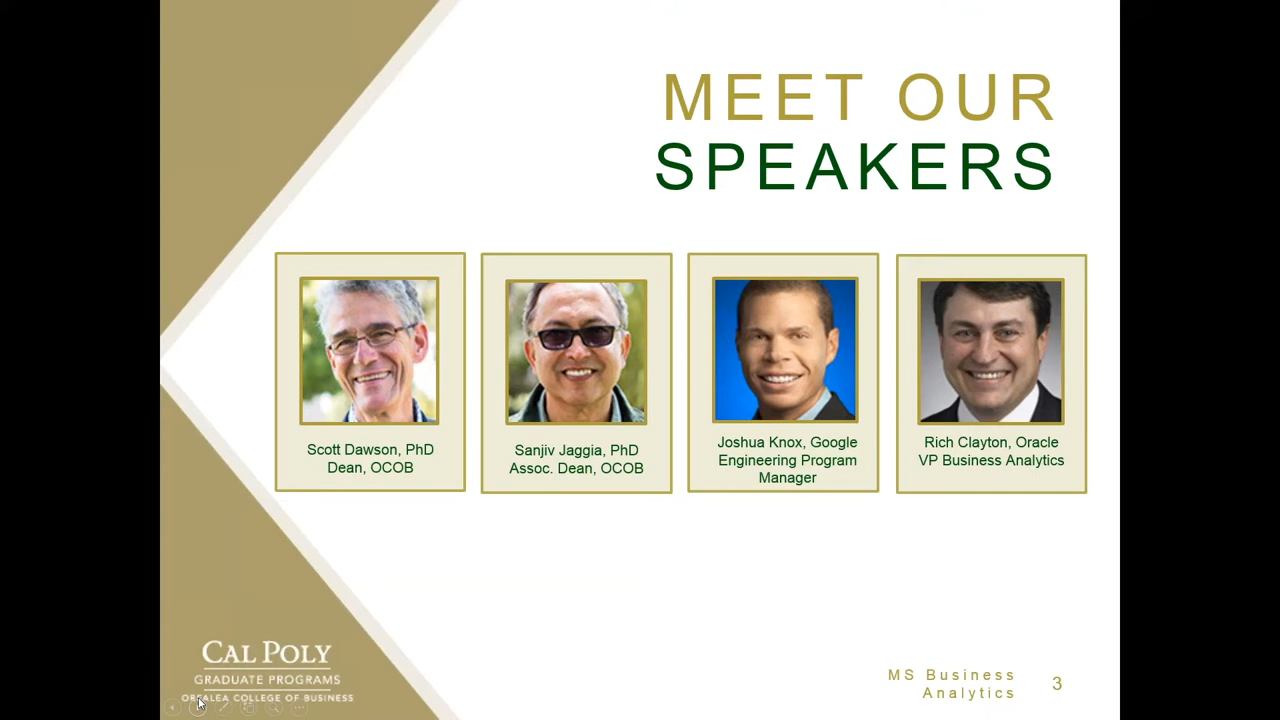 MEET OUR
SPEAKERS
Scott Dawson, PhD
Dean, OCOB
Sanjiv Jaggia, PhD
Assoc. Dean, OCOB
Joshua Knox, Google
Engineering Program
Manager
Rich Clayton, Oracle
VP Business Analytics
CAL POLY
GRADUATE PROGRAMS
ORFALEA COLLEGE OF BUSINESS
MS Business
Analytics
3